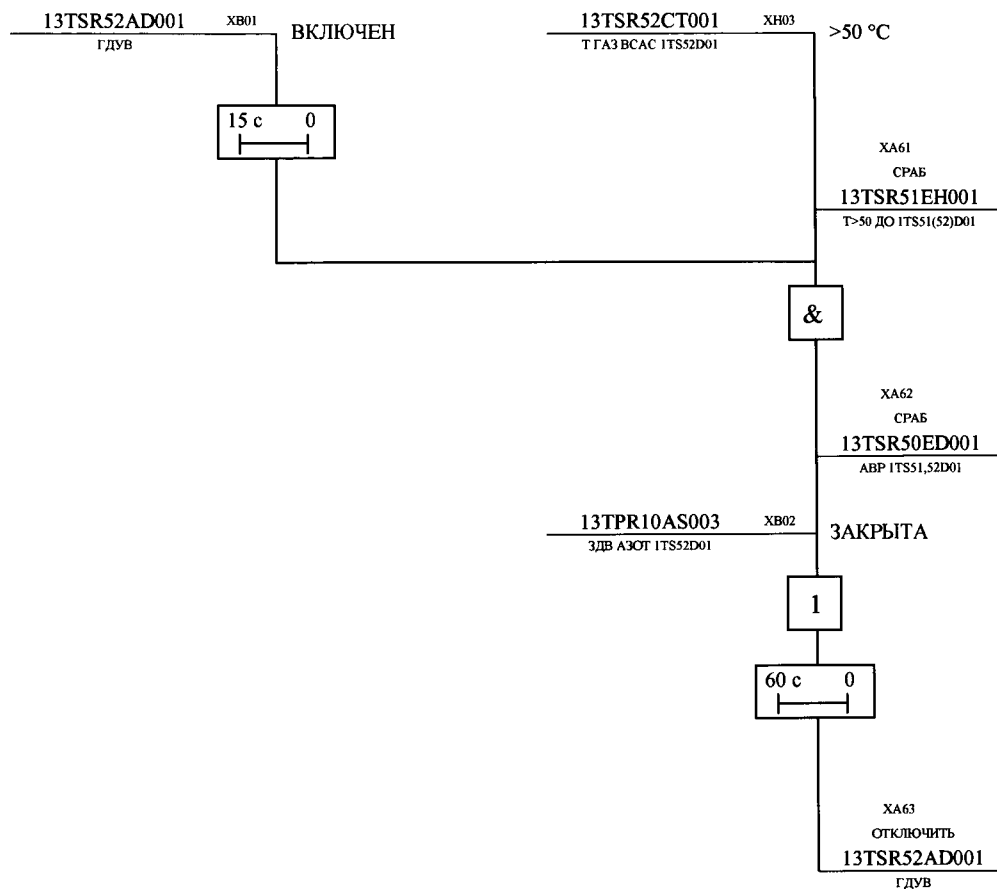 13TSR52AD001 XB01 ВКЛЮЧЕН
ГДУВ
13TSR52CT001 XH03 >50 °C
Т ГАЗ ВСАС 1TS52D01
15 с 0
XA61
СРАБ
13TSR51EH001
T>50 ДО 1TS51(52)D01
&
XA62
СРАБ
13TSR50ED001
АВР 1TS51,52D01
13TPR10AS003 XB02 ЗАКРЫТА
ЗДВ АЗОТ 1TS52D01
1
60 с 0
XA63
ОТКЛЮЧИТЬ
13TSR52AD001
ГДУВ